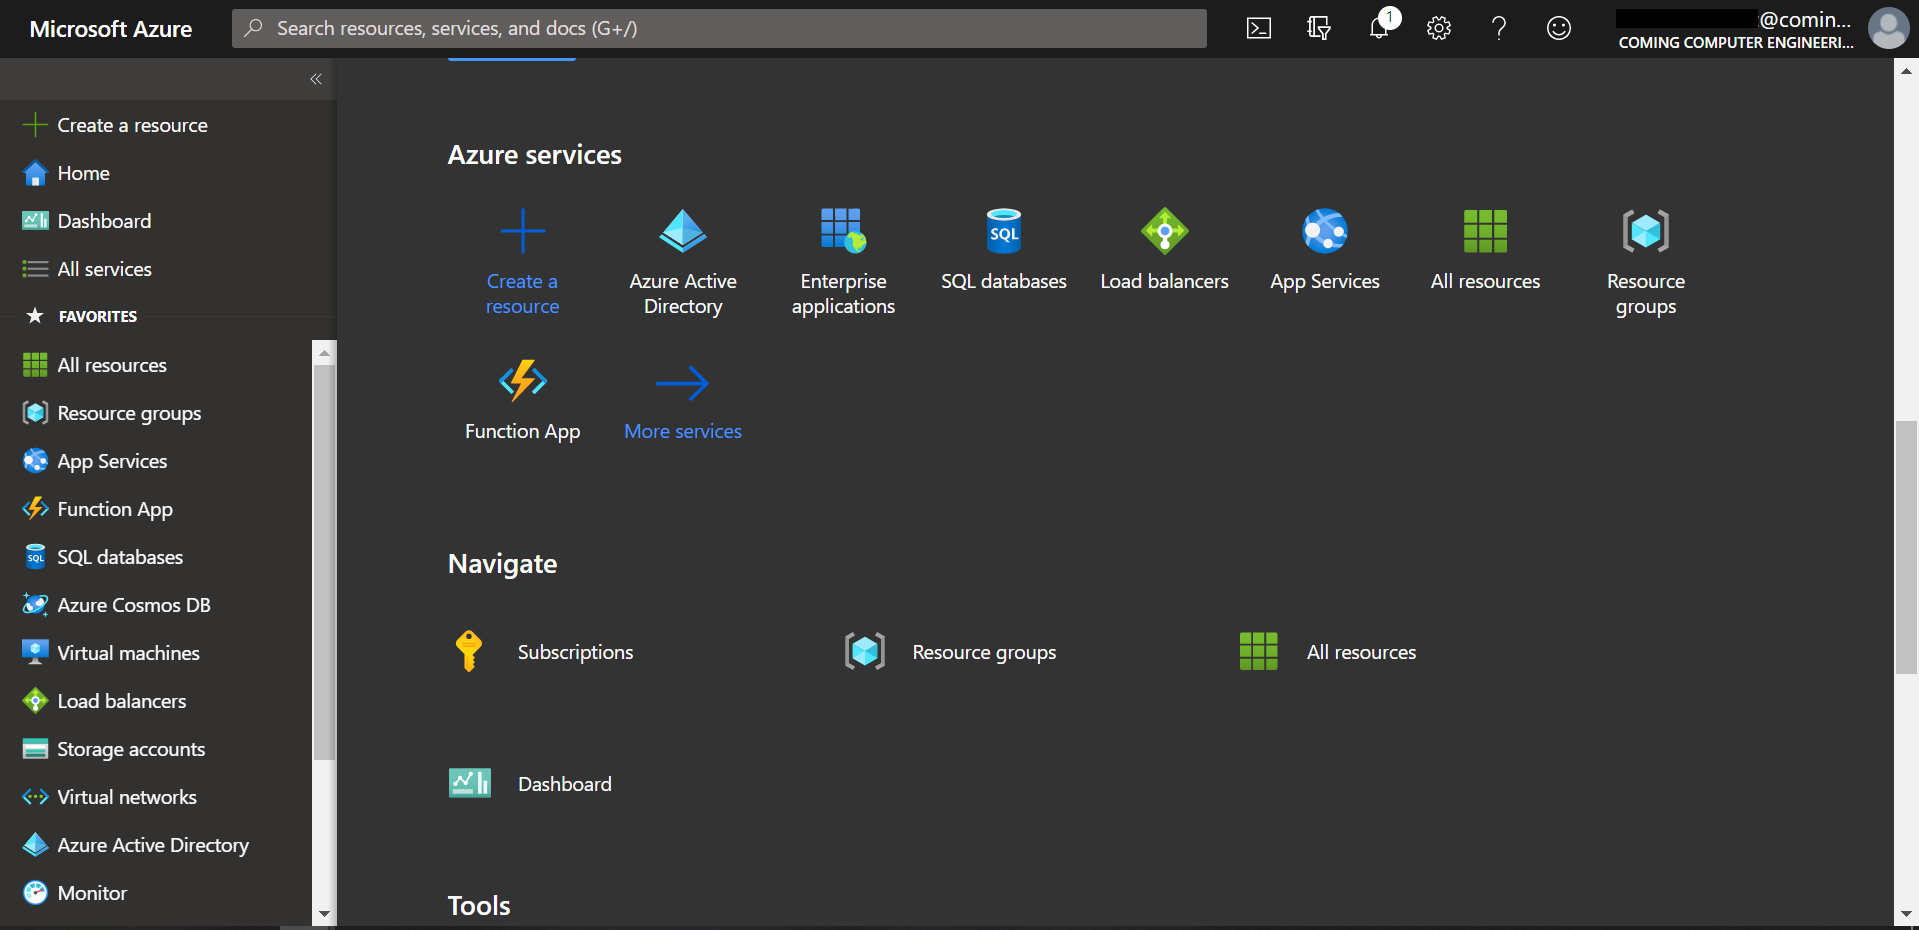 Microsoft Azure
Search resources, services, and docs (G+/)
1
@comin...
COMING COMPUTER ENGINEERI...
«
Create a resource
Home
Dashboard
All services
FAVORITES
All resources
Resource groups
App Services
Function App
SQL
SQL databases
Azure Cosmos DB
Virtual machines
Load balancers
Storage accounts
Virtual networks
Azure Active Directory
Monitor
Azure services
Create a
resource
Azure Active
Directory
Enterprise
applications
SQL
SQL databases
Load balancers
App Services
All resources
Resource
groups
Function App
More services
Navigate
Subscriptions
Resource groups
All resources
Dashboard
Tools